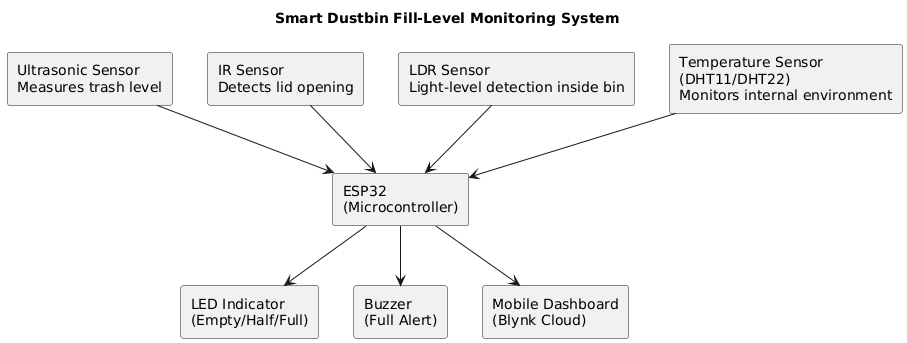 Smart Dustbin Fill-Level Monitoring System
Ultrasonic Sensor
Measures trash level
IR Sensor
Detects lid opening
LDR Sensor
Light-level detection inside bin
Temperature Sensor
(DHT11/DHT22)
Monitors internal environment
ESP32
(Microcontroller)
LED Indicator
(Empty/Half/Full)
Buzzer
(Full Alert)
Mobile Dashboard
(Blynk Cloud)